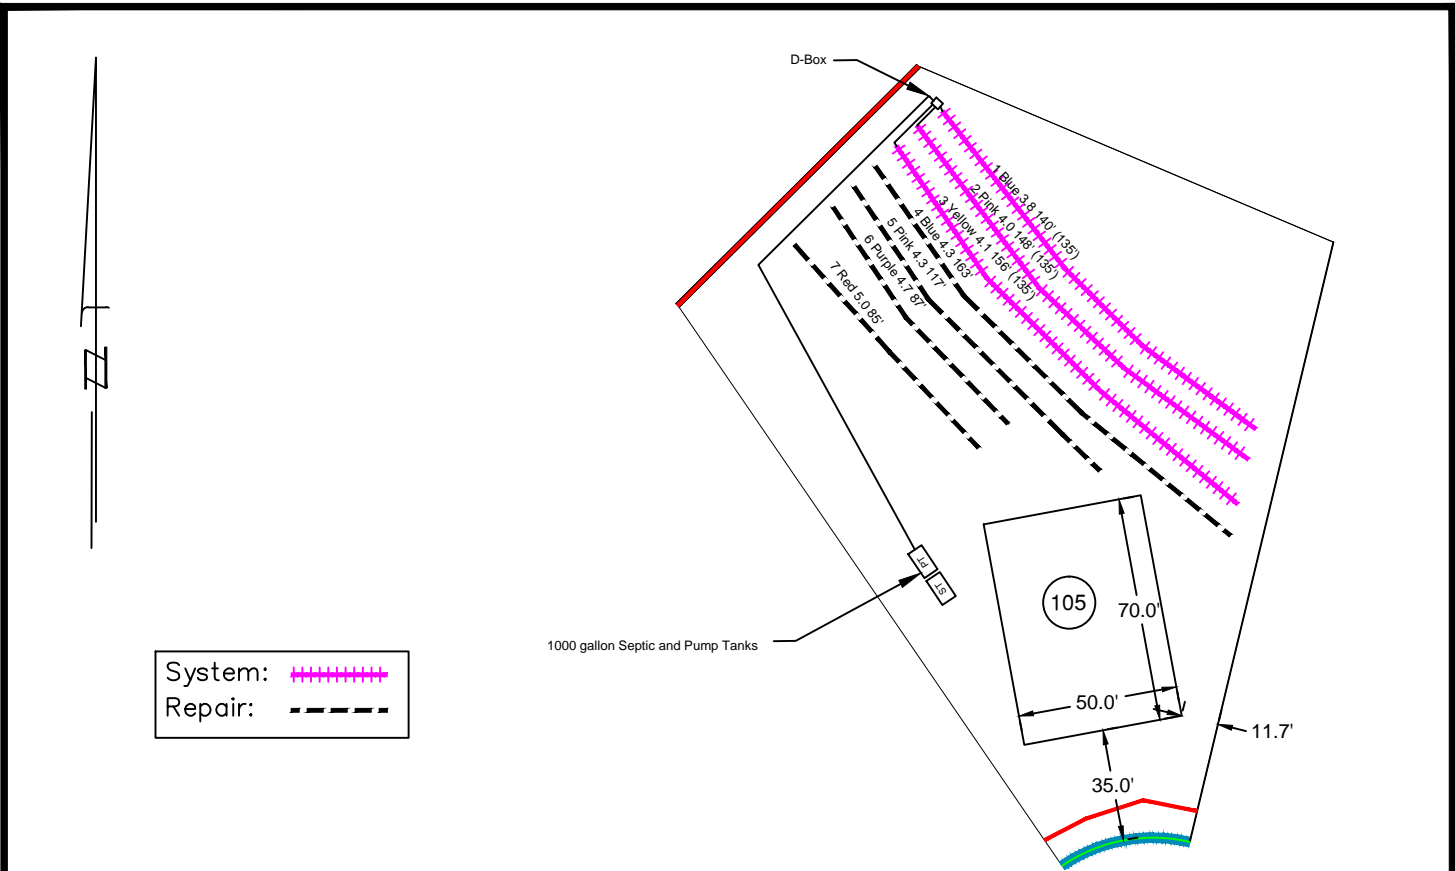 D-Box
1 Blue 3.8 140' (135')
2 Pink 4.0 148' (135')
3 Yellow 4.1 156' (135')
4 Blue 4.3 163'
5 Pink 4.3 117'
6 Purple 4.7 87'
7 Red 5.0 85'
N
PT
ST
1000 gallon Septic and Pump Tanks
105
70.0'
50.0'
11.7'
35.0'
System:
Repair: